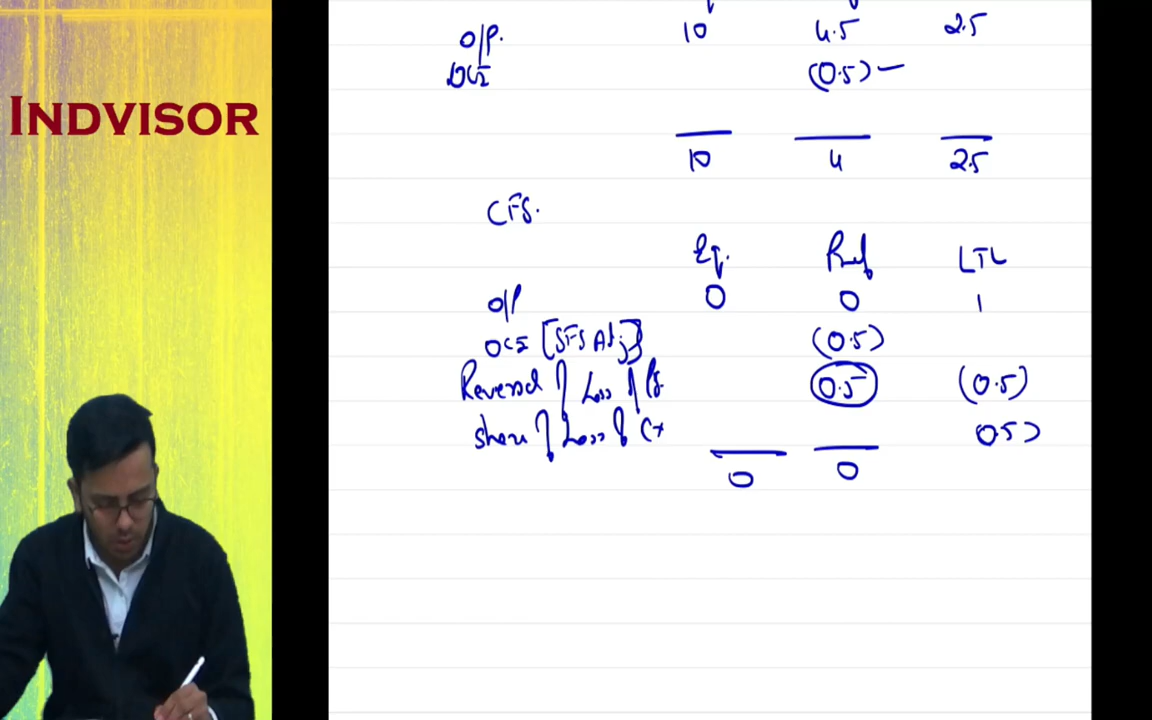 O/P. 10 4.5 2.5
INDVISOR
OCI (0.5) –
10 4 2.5
CFS.
Eq. Pref LTL
O/P 0 0 1
OCI [SFS Adj] (0.5)
Reversal of Loss of 0.5 (0.5)
share of Loss of 0.5)
0 0